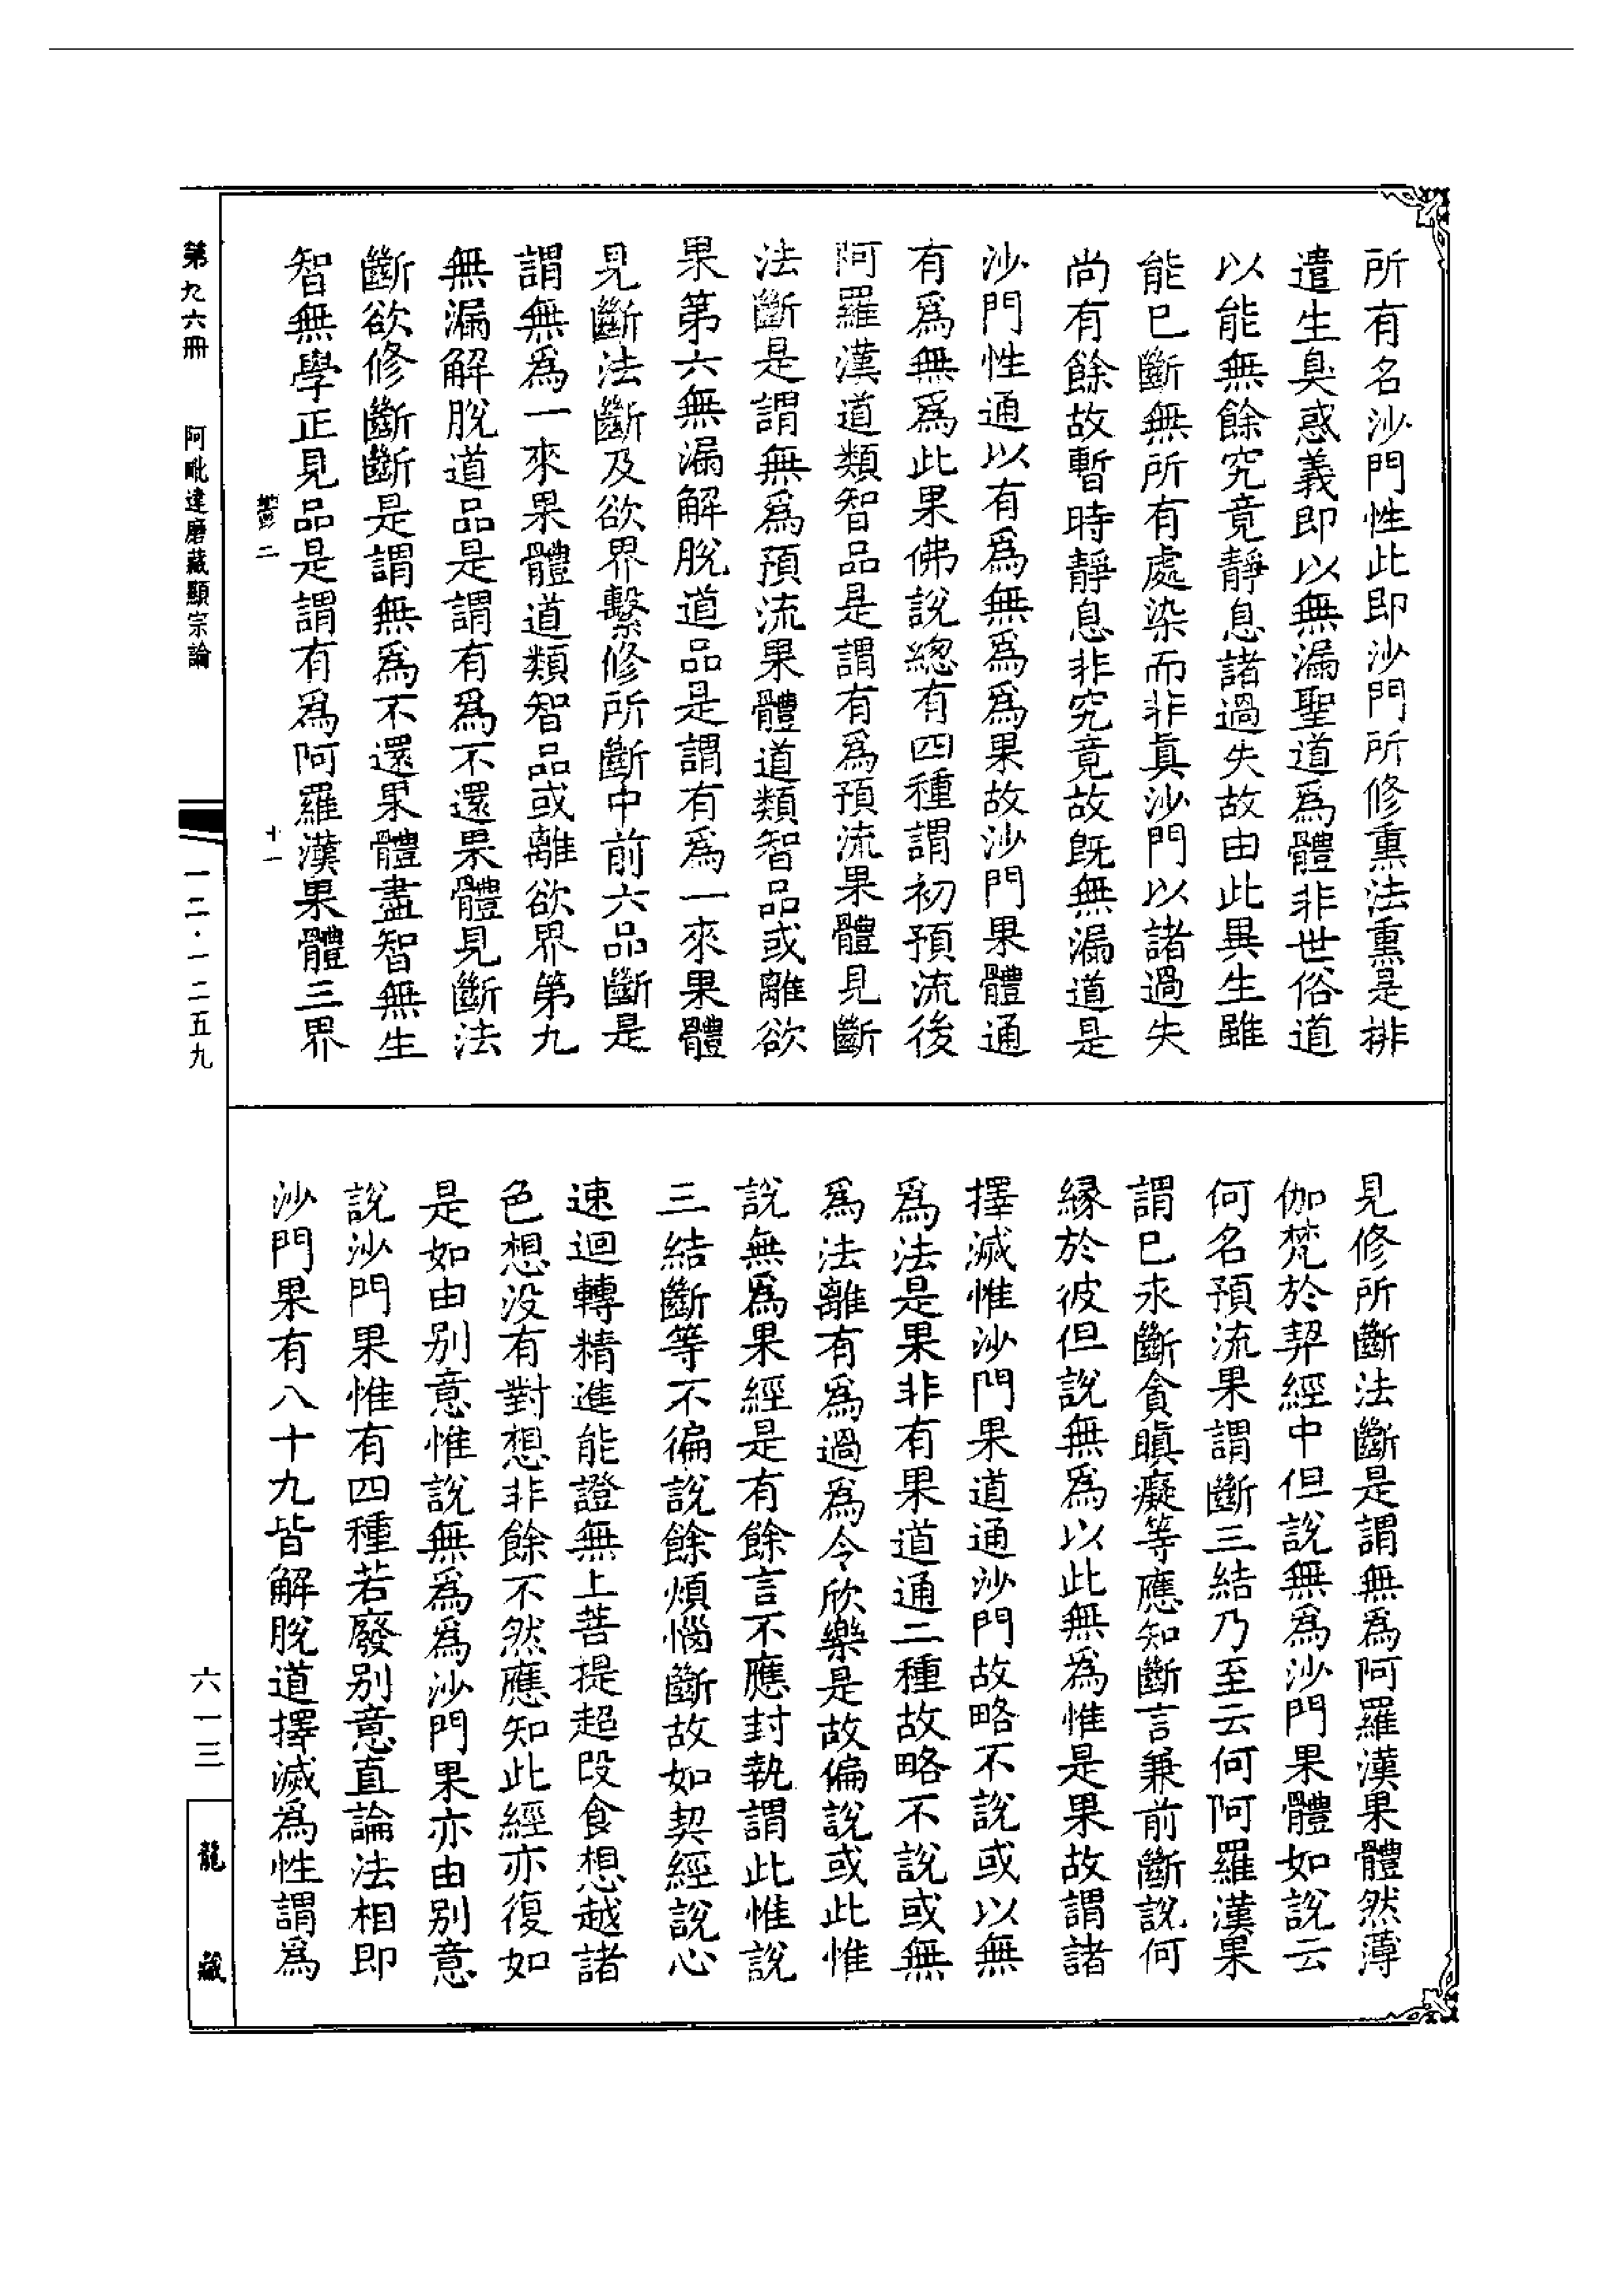 所有名沙門性此即沙門所修熏法熏是排
遣生臭惑義即以無漏聖道爲體非世俗道
以能無餘究竟靜息諸過失故由此異生雖
能已斷無所有處染而非真沙門以諸過失
尚有餘故暫時靜息非究竟故既無漏道是
沙門性通以有爲無爲爲果故沙門果體通
有爲無爲此果佛說總有四種謂初預流後
阿羅漢道類智品是謂有爲預流果體見斷
法斷是謂無爲預流果體道類智品或離欲
果第六無漏解脫道品是謂有爲一來果體
見斷法斷及欲界繫修所斷中前六品斷是
謂無爲一來果體道類智品或離欲界第九
無漏解脫道品是謂有爲不還果體見斷法
斷欲修斷斷是謂無爲不還果體盡智無生
智無學正見品是謂有爲阿羅漢果體三界
二
十一
見修所斷法斷是謂無爲阿羅漢果體然薄
伽梵於契經中但說無爲沙門果體如說云
何名預流果謂斷三結乃至云何阿羅漢果
謂已永斷貪瞋癡等應知斷言兼前斷說何
緣於彼但說無爲以此無爲惟是果故謂諸
擇滅惟沙門果道通沙門故略不說或以無
爲法是果非有果道通二種故略不說或無
爲法離有爲過爲令欣樂是故偏說或此惟
說無爲果經是有餘言不應封執謂此惟說
三結斷等不徧說餘煩惱斷故如契經說心
速迴轉精進能證無上菩提超段食想越諸
色想没有對想非餘不然應知此經亦復如
是如由別意惟說無爲爲沙門果亦由別意
說沙門果惟有四種若廢別意直論法相即
沙門果有八十九皆解脫道擇滅爲性謂爲
第九六冊 阿毗達磨藏顯宗論 一二·一二五九
六一三
龍藏